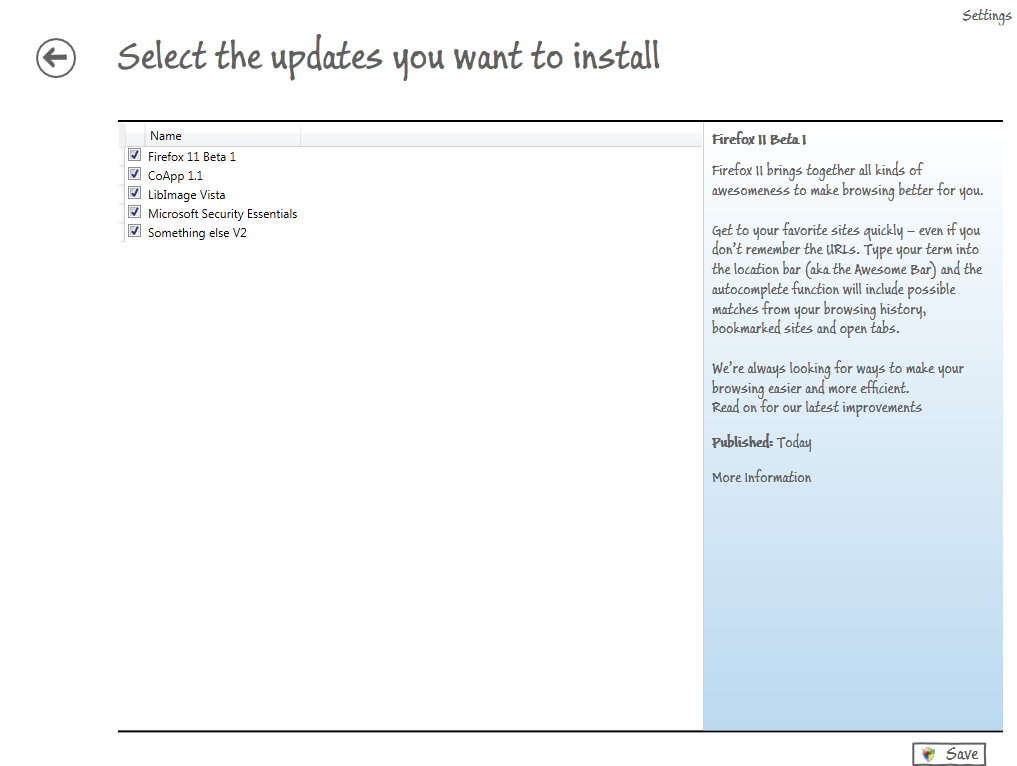 Settings
Select the updates you want to install
Name
Firefox 11 Beta 1
CoApp 1.1
LibImage Vista
Microsoft Security Essentials
Something else V2
Firefox 11 Beta 1
Firefox 11 brings together all kinds of
awesomeness to make browsing better for you.
Get to your favorite sites quickly – even if you
don't remember the URLs. Type your term into
the location bar (aka the Awesome Bar) and the
autocomplete function will include possible
matches from your browsing history,
bookmarked sites and open tabs.
We're always looking for ways to make your
browsing easier and more efficient.
Read on for our latest improvements
Published: Today
More Information
Save